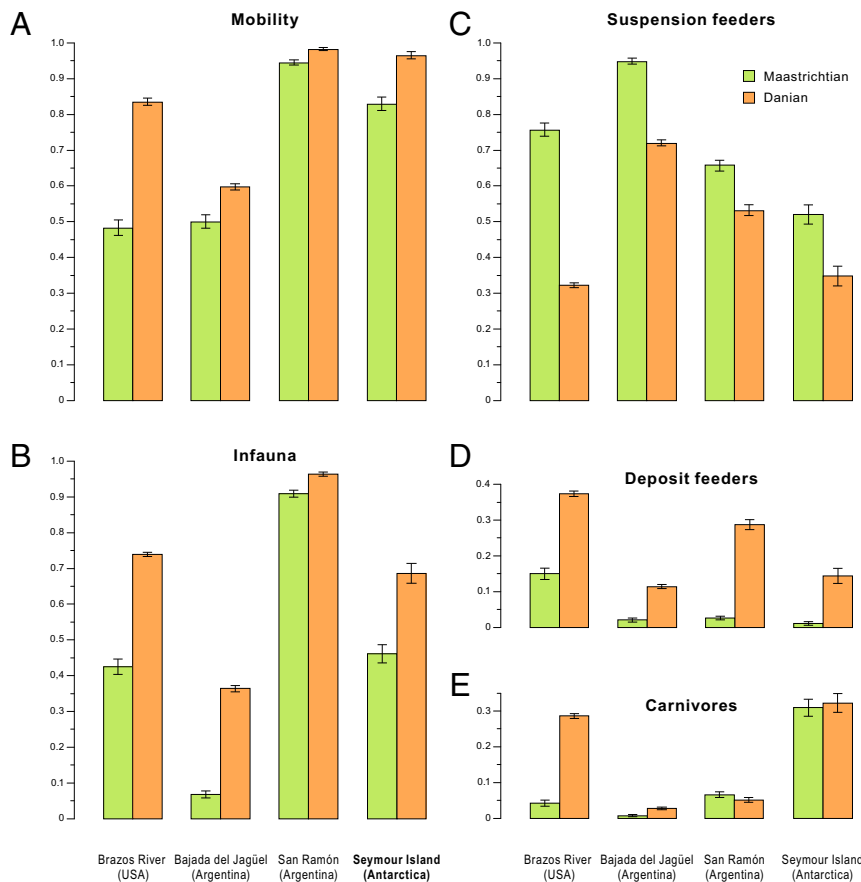 A
Mobility
1.0
0.9
0.8
0.7
0.6
0.5
0.4
0.3
0.2
0.1
0
C
Suspension feeders
1.0
0.9
0.8
0.7
0.6
0.5
0.4
0.3
0.2
0.1
0
Maastrichtian
Danian
B
Infauna
1.0
0.9
0.8
0.7
0.6
0.5
0.4
0.3
0.2
0.1
0
Brazos River
(USA)
Bajada del Jagüel
(Argentina)
San Ramón
(Argentina)
Seymour Island
(Antarctica)
D
Deposit feeders
0.4
0.3
0.2
0.1
0
E
Carnivores
0.3
0.2
0.1
0
Brazos River
(USA)
Bajada del Jagüel
(Argentina)
San Ramón
(Argentina)
Seymour Island
(Antarctica)